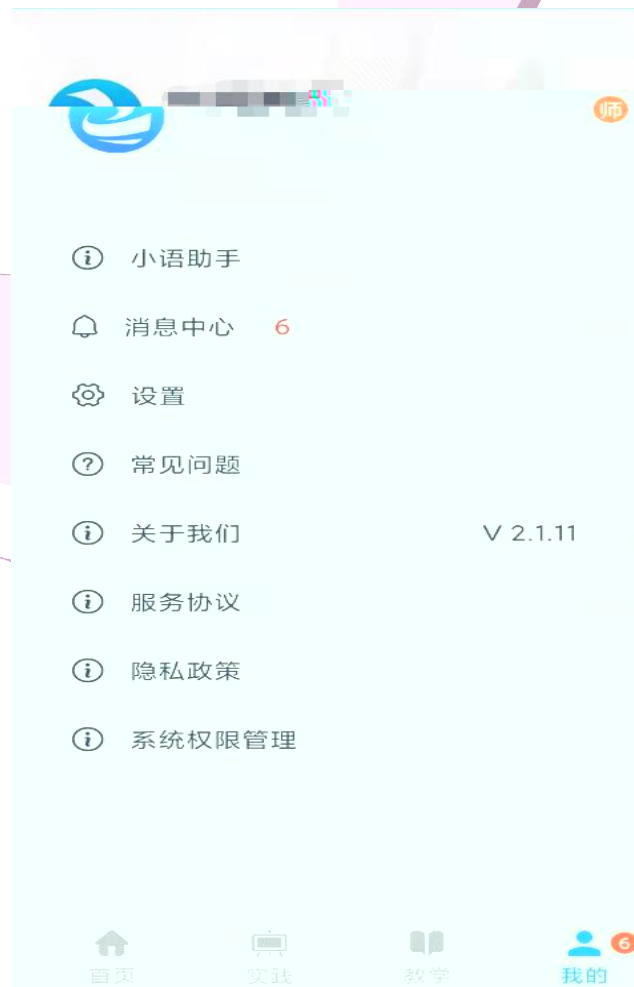 师
小语助手
消息中心 6
设置
常见问题
关于我们 V 2.1.11
服务协议
隐私政策
系统权限管理
6
首页 实践 教学 我的